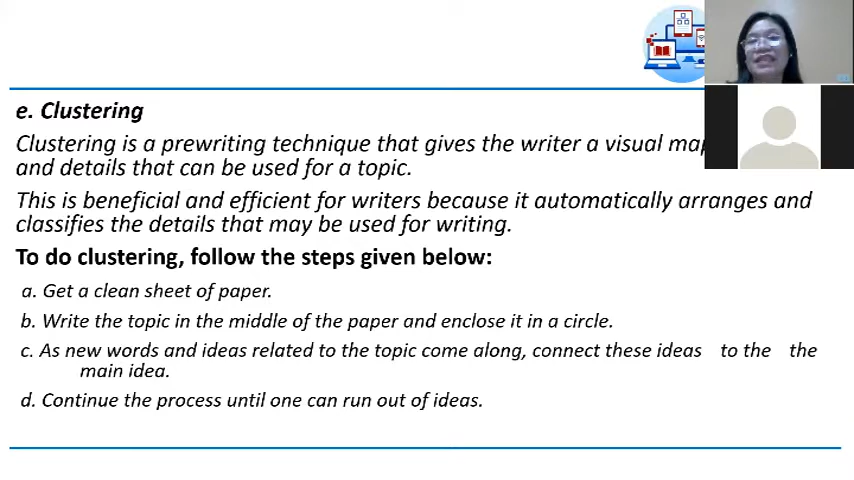 e. Clustering
Clustering is a prewriting technique that gives the writer a visual map
and details that can be used for a topic.
This is beneficial and efficient for writers because it automatically arranges and
classifies the details that may be used for writing.
To do clustering, follow the steps given below:
a. Get a clean sheet of paper.
b. Write the topic in the middle of the paper and enclose it in a circle.
c. As new words and ideas related to the topic come along, connect these ideas to the the
main idea.
d. Continue the process until one can run out of ideas.